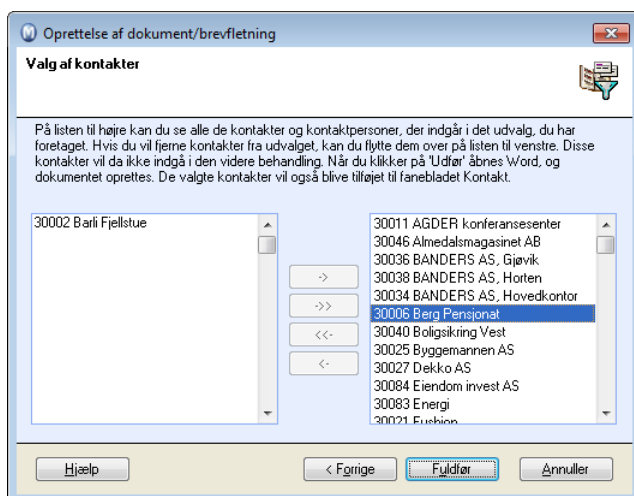 Oprettelse af dokument/brevfletning
Valg af kontakter
På listen til højre kan du se alle de kontakter og kontaktpersoner, der indgår i det udvalg, du har
foretaget. Hvis du vil fjerne kontakter fra udvalget, kan du flytte dem over på listen til venstre. Disse
kontakter vil da ikke indgå i den videre behandling. Når du klikker på 'Udfør' åbnes Word, og
dokumentet oprettes. De valgte kontakter vil også blive tilføjet til fanebladet Kontakt.
30002 Barli Fjellstue
->
->>
<<-
<-
30011 AGDER konferansesenter
30046 Almedalsmagasinet AB
30036 BANDERS AS, Gjøvik
30038 BANDERS AS, Horten
30034 BANDERS AS, Hovedkontor
30006 Berg Pensjonat
30040 Boligsikring Vest
30025 Byggemannen AS
30027 Dekko AS
30084 Eiendom invest AS
30083 Energi
30021
Hjælp
< Forrige
Fuldfør
Annuller